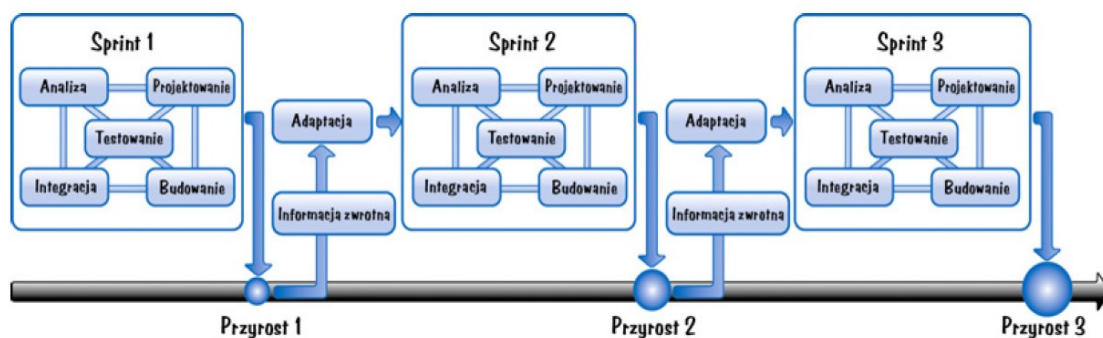 Sprint 1
Analiza
Projektowanie
Testowanie
Integracja
Budowanie
Adaptacja
Informacja zwrotna
Sprint 2
Analiza
Projektowanie
Testowanie
Integracja
Budowanie
Adaptacja
Informacja zwrotna
Sprint 3
Analiza
Projektowanie
Testowanie
Integracja
Budowanie
Przyrost 1
Przyrost 2
Przyrost 3